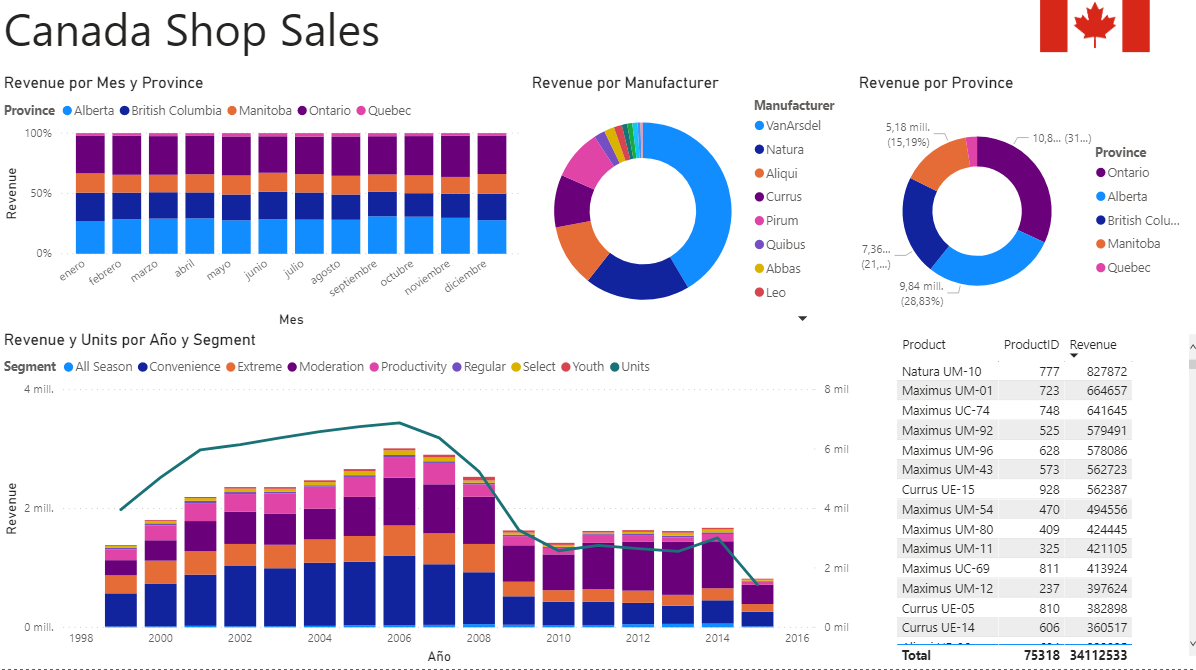 Canada Shop Sales
Revenue por Mes y Province
Province Alberta British Columbia Manitoba Ontario Quebec
100%
50%
0%
Revenue
enero febrero marzo abril mayo junio julio agosto septiembre octubre noviembre diciembre
Mes
Revenue por Manufacturer
Manufacturer
VanArsdel
Natura
Aliqui
Currus
Pirum
Quibus
Abbas
Leo
Revenue por Province
5,18 mill.
(15,19%)
10,8... (31...)
7,36...
(21,...)
9,84 mill.
(28,83%)
Province
Ontario
Alberta
British Colu...
Manitoba
Quebec
Revenue y Units por Año y Segment
Segment All Season Convenience Extreme Moderation Productivity Regular Select Youth Units
4 mill.
2 mill.
0 mill.
Revenue
8 mil
6 mil
4 mil
2 mil
0 mil
1998 2000 2002 2004 2006 2008 2010 2012 2014 2016
Año
Product ProductID Revenue
Natura UM-10 777 827872
Maximus UM-01 723 664657
Maximus UC-74 748 641645
Maximus UM-92 525 579491
Maximus UM-96 628 578086
Maximus UM-43 573 562723
Currus UE-15 928 562387
Maximus UM-54 470 494556
Maximus UM-80 409 424445
Maximus UM-11 325 421105
Maximus UC-69 811 413924
Maximus UM-12 237 397624
Currus UE-05 810 382898
Currus UE-14 606 360517
Total 75318 34112533